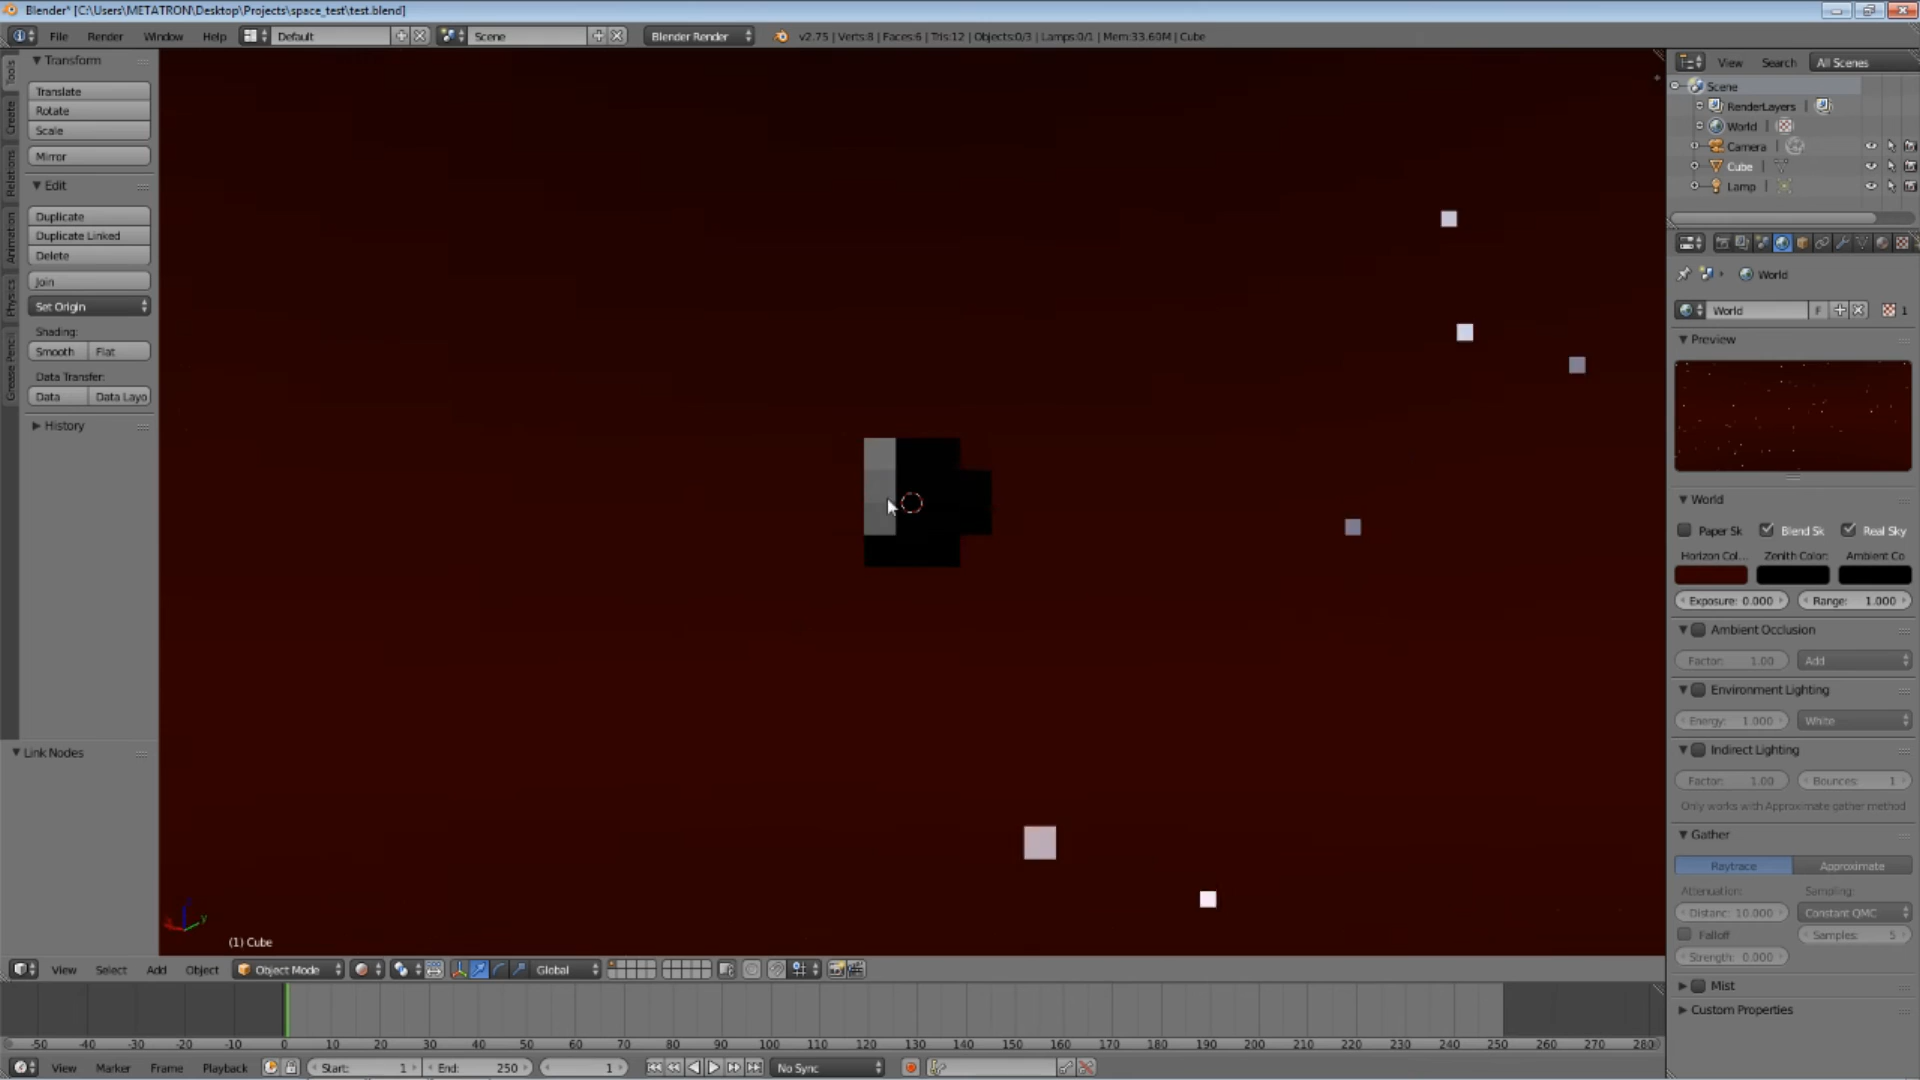 Blender* [C:\Users\METATRON\Desktop\Projects\space_test\test.blend]
File Render Window Help Default Scene Blender Render v2.75 | Verts:8 | Faces:6 | Tris:12 | Objects:0/3 | Lamps:0/1 | Mem:33.60M | Cube
Tools
Create
Relations
Animation
Physics
Grease Pencil
Transform
Translate
Rotate
Scale
Mirror
Edit
Duplicate
Duplicate Linked
Delete
Join
Set Origin
Shading:
Smooth Flat
Data Transfer:
Data Data Layo
History
Link Nodes
(1) Cube
View Search All Scenes
Scene
RenderLayers
World
Camera
Cube
Lamp
World
World F 1
Preview
World
Paper Sk Blend Sk Real Sky
Horizon Col... Zenith Color: Ambient Co
Exposure: 0.000 Range: 1.000
Ambient Occlusion
Factor: 1.00 Add
Environment Lighting
Energy: 1.000 White
Indirect Lighting
Factor: 1.00 Bounces: 1
Only works with Approximate gather method
Gather
Raytrace Approximate
Attenuation: Sampling:
Distanc: 10.000 Constant QMC
Falloff Samples: 5
Strength: 0.000
Mist
Custom Properties
View Select Add Object Object Mode Global
-50 -40 -30 -20 -10 0 10 20 30 40 50 60 70 80 90 100 110 120 130 140 150 160 170 180 190 200 210 220 230 240 250 260 270 280
View Marker Frame Playback Start: 1 End: 250 1 No Sync